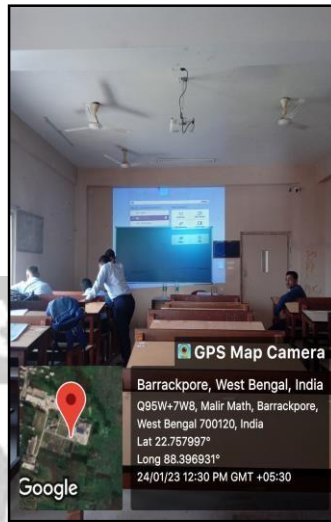 GPS Map Camera
Barrackpore, West Bengal, India
Q95W+7W8, Malir Math, Barrackpore,
West Bengal 700120, India
Lat 22.757997°
Long 88.396931°
24/01/23 12:30 PM GMT +05:30
Google